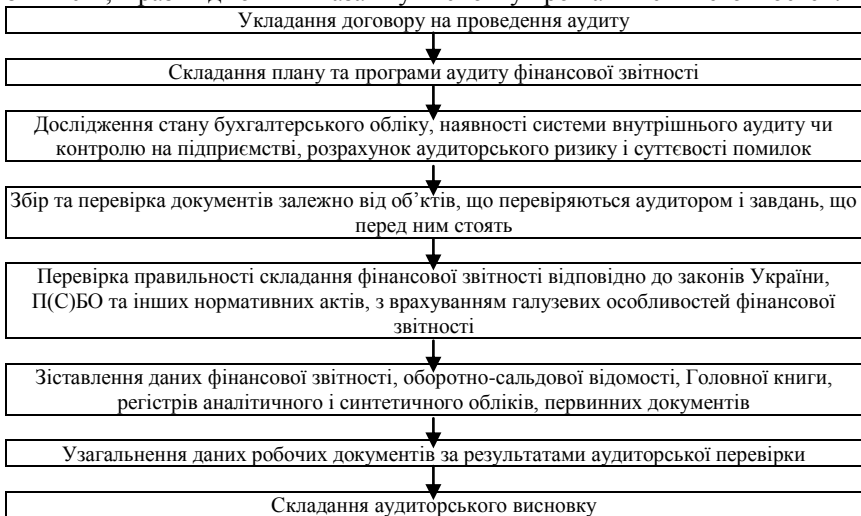 Укладання договору на проведення аудиту
Складання плану та програми аудиту фінансової звітності
Дослідження стану бухгалтерського обліку, наявності системи внутрішнього аудиту чи
контролю на підприємстві, розрахунок аудиторського ризику і суттєвості помилок
Збір та перевірка документів залежно від об’єктів, що перевіряються аудитором і завдань, що
перед ним стоять
Перевірка правильності складання фінансової звітності відповідно до законів України,
П(С)БО та інших нормативних актів, з врахуванням галузевих особливостей фінансової
звітності
Зіставлення даних фінансової звітності, оборотно-сальдової відомості, Головної книги,
регістрів аналітичного і синтетичного обліків, первинних документів
Узагальнення даних робочих документів за результатами аудиторської перевірки
Складання аудиторського висновку